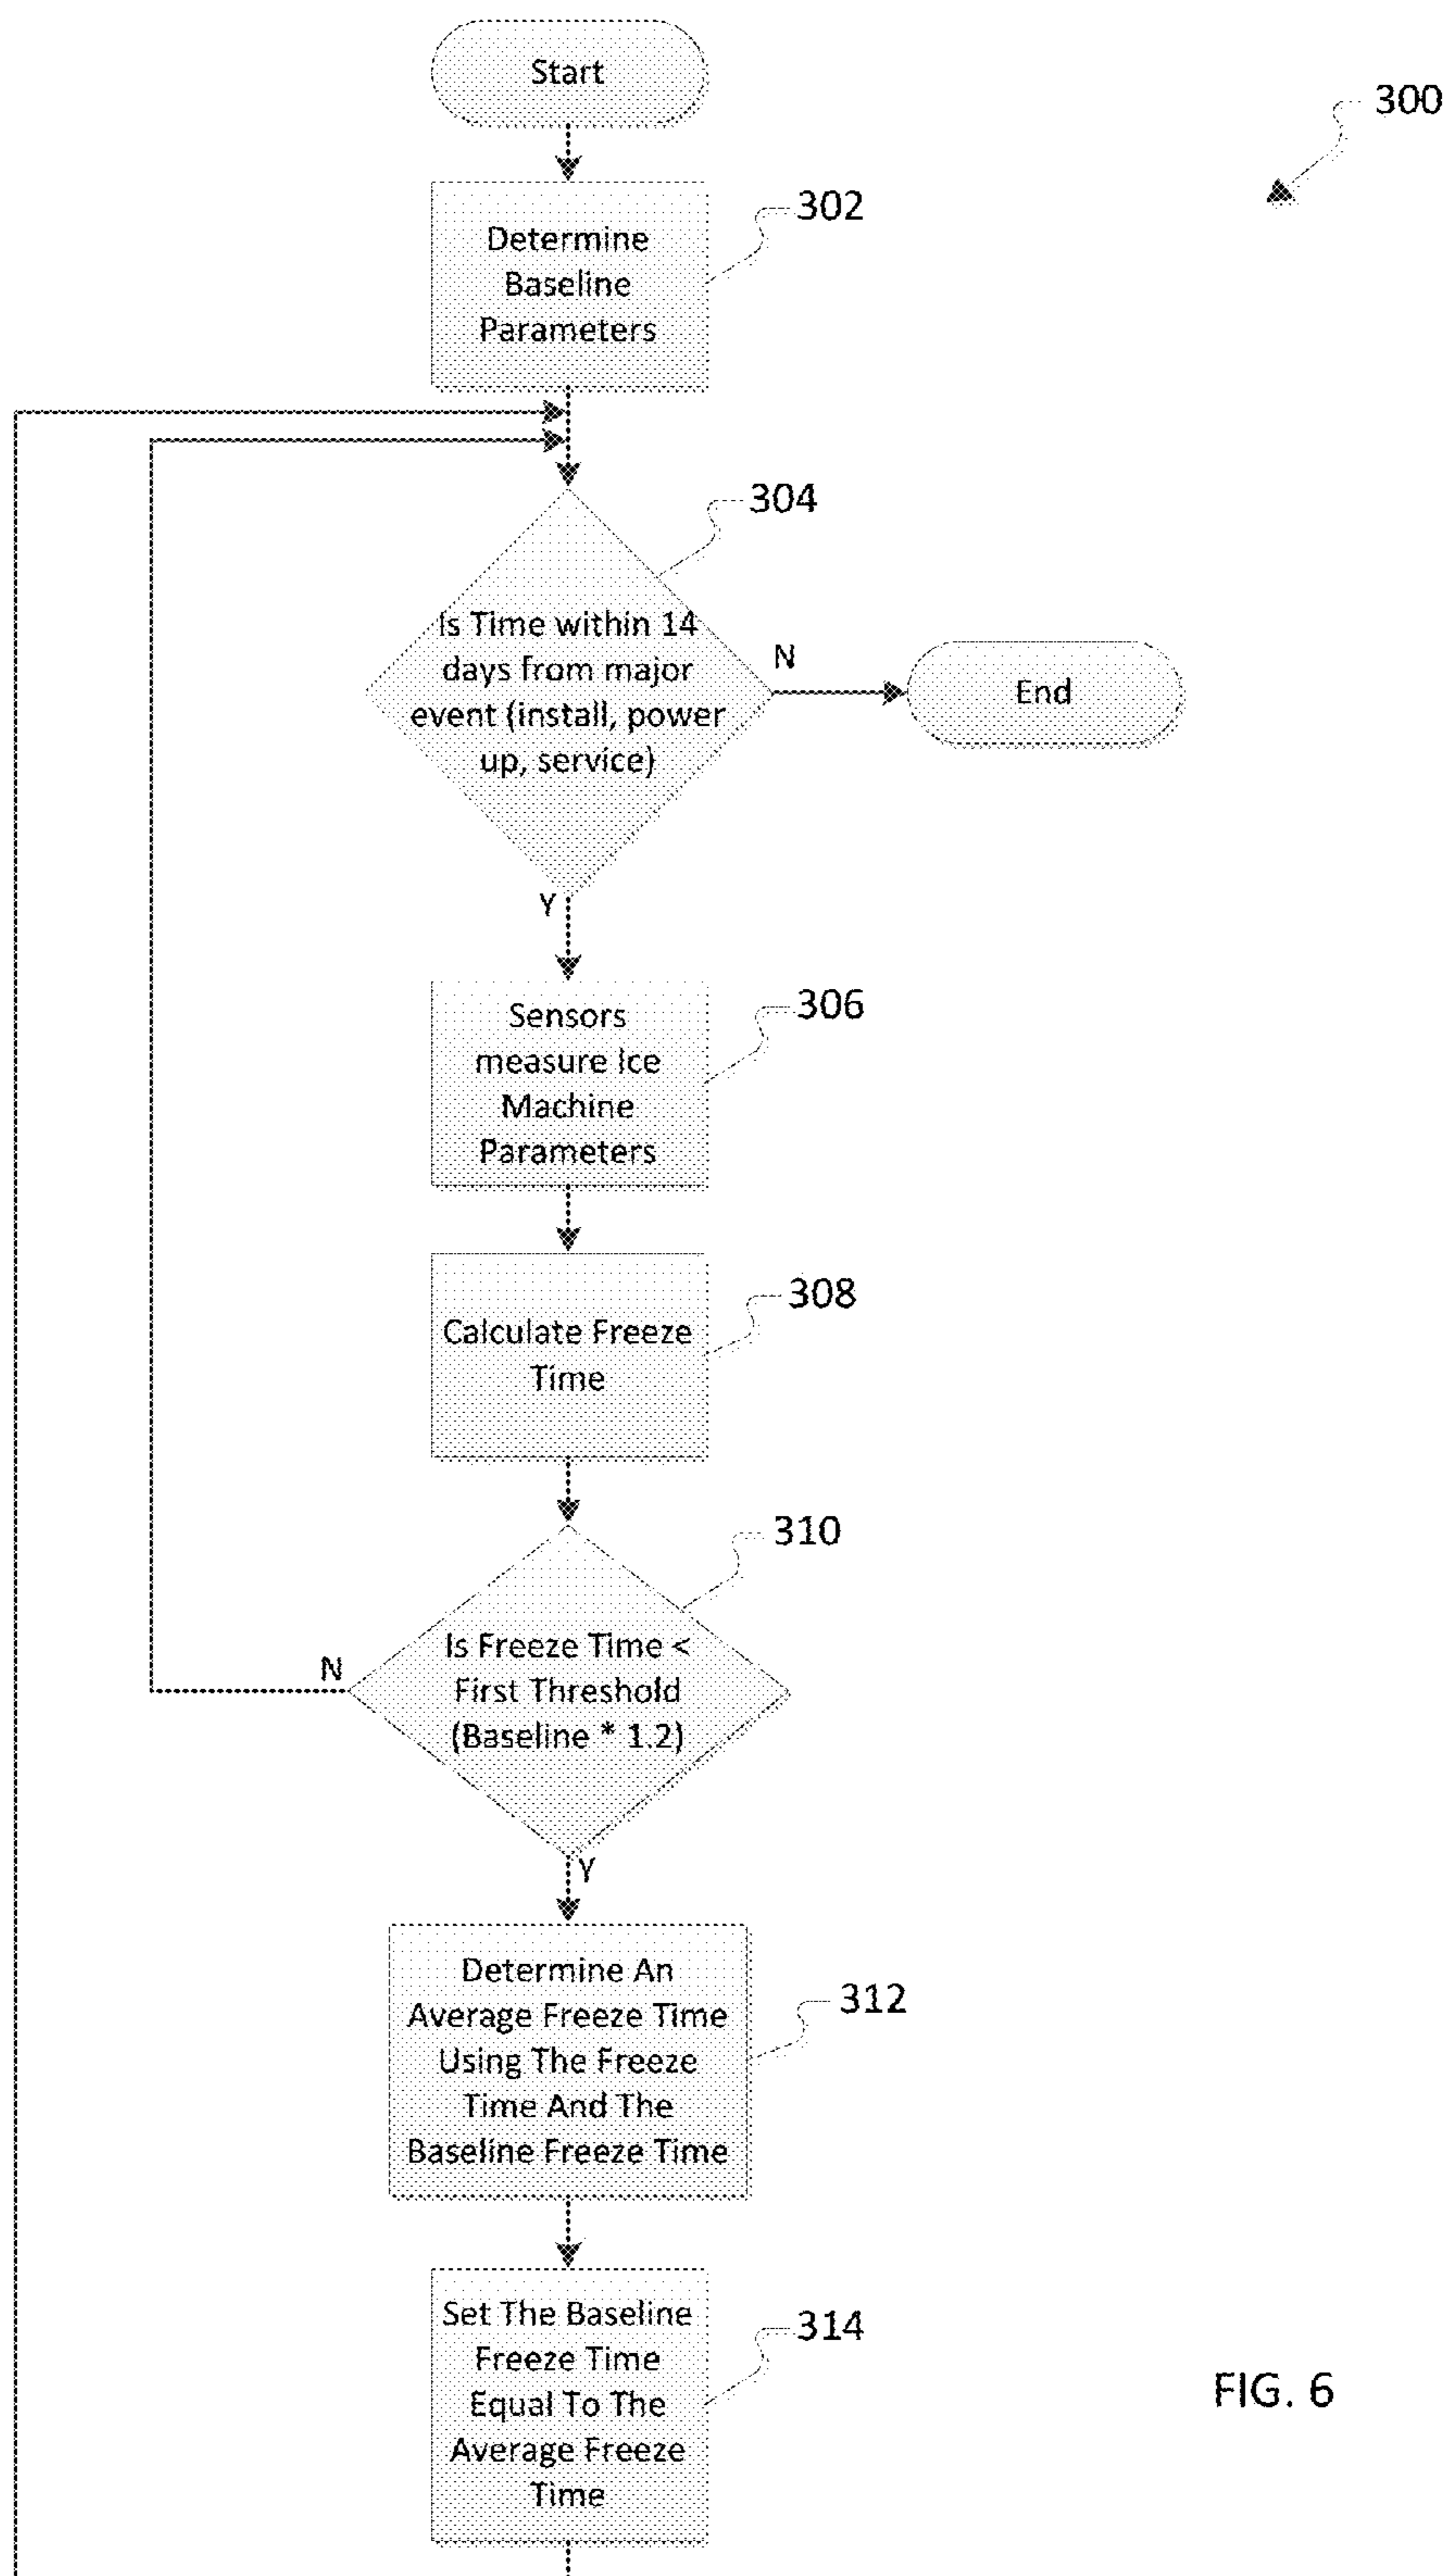 Start
300
302
Determine
Baseline
Parameters
304
Is Time within 14
days from major
event (install, power
up, service)
N
End
Y
306
Sensors
measure Ice
Machine
Parameters
308
Calculate Freeze
Time
310
Is Freeze Time <
First Threshold
(Baseline * 1.2)
N
Y
312
Determine An
Average Freeze Time
Using The Freeze
Time And The
Baseline Freeze Time
314
Set The Baseline
Freeze Time
Equal To The
Average Freeze
Time
FIG. 6